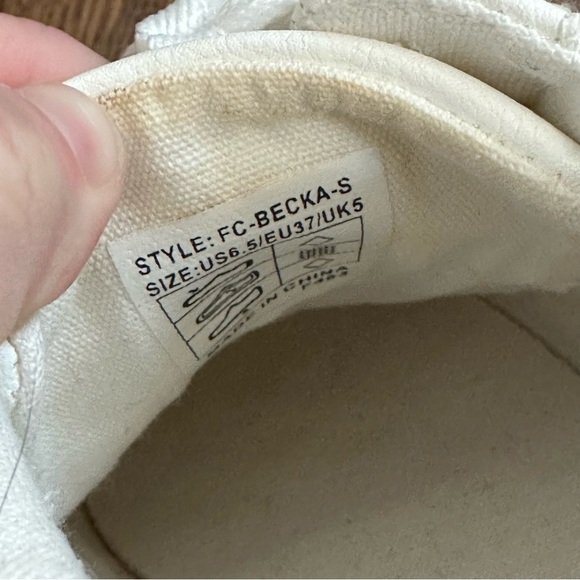 STYLE: FC-BECKA-S
SIZE:US6.5/EU37/UK5
MADE IN CHINA